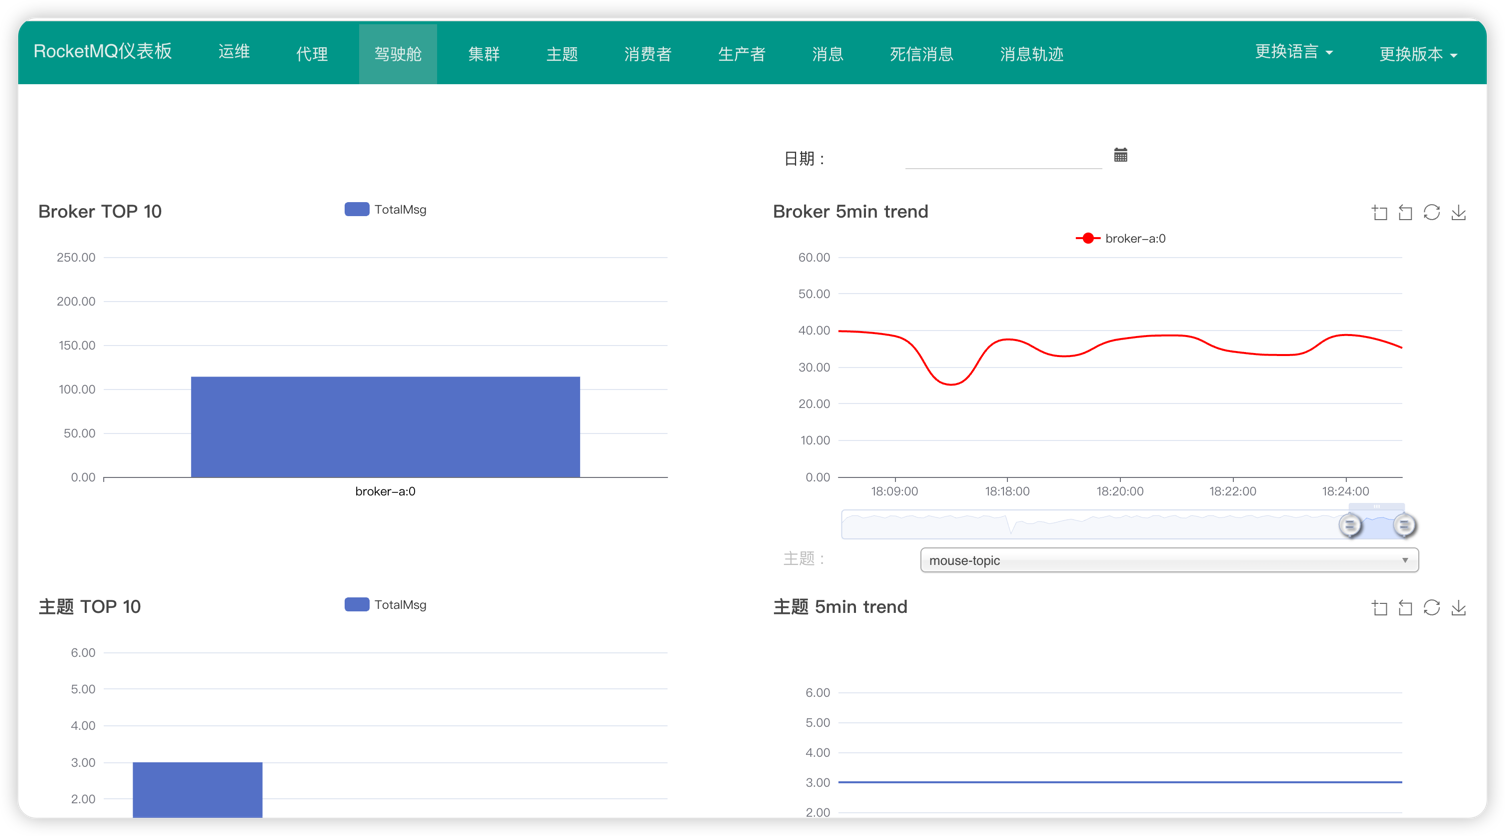 RocketMQ仪表板 运维 代理 驾驶舱 集群 主题 消费者 生产者 消息 死信消息 消息轨迹 更换语言 更换版本
日期：
Broker TOP 10
TotalMsg
250.00
200.00
150.00
100.00
50.00
0.00
broker-a:0
Broker 5min trend
broker-a:0
60.00
50.00
40.00
30.00
20.00
10.00
0.00
18:09:00 18:18:00 18:20:00 18:22:00 18:24:00
主题：
mouse-topic
主题 TOP 10
TotalMsg
6.00
5.00
4.00
3.00
2.00
主题 5min trend
6.00
5.00
4.00
3.00
2.00